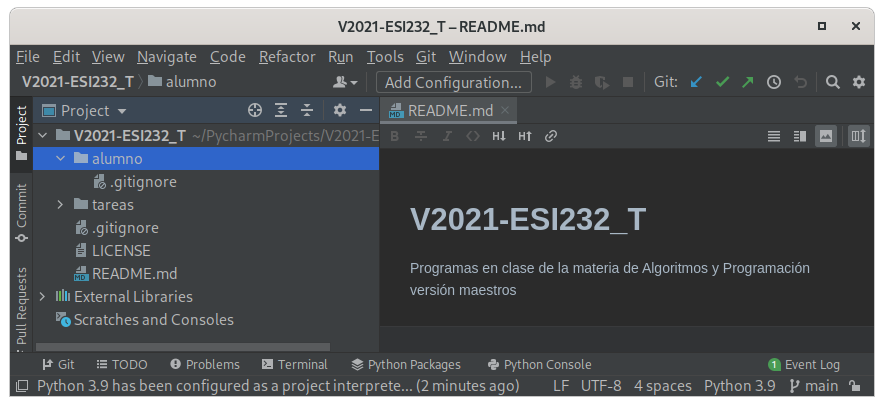 V2021-ESI232_T – README.md
File Edit View Navigate Code Refactor Run Tools Git Window Help
V2021-ESI232_T alumno Add Configuration... Git:
Project
Commit
Pull Requests
Project
V2021-ESI232_T ~/PycharmProjects/V2021-E
alumno
.gitignore
tareas
.gitignore
LICENSE
README.md
External Libraries
Scratches and Consoles
README.md
B I <> H↓ H↑
V2021-ESI232_T
Programas en clase de la materia de Algoritmos y Programación
versión maestros
Git TODO Problems Terminal Python Packages Python Console 1 Event Log
Python 3.9 has been configured as a project interprete... (2 minutes ago) LF UTF-8 4 spaces Python 3.9 main